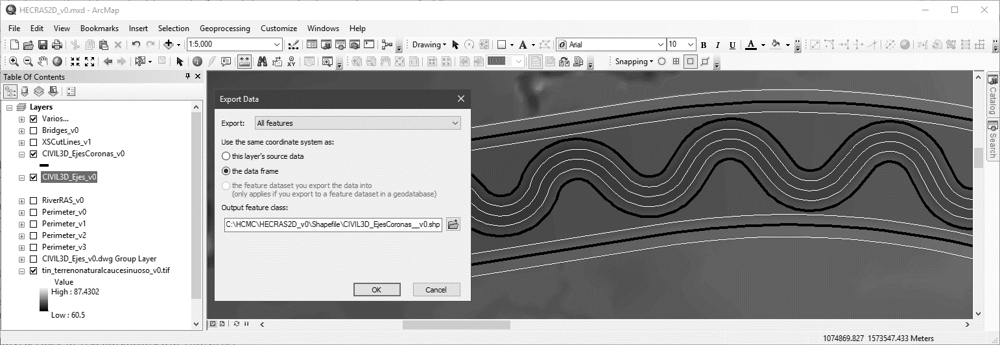 HECRAS2D_v0.mxd - ArcMap
File Edit View Bookmarks Insert Selection Geoprocessing Customize Windows Help
1:5,000 Drawing A Arial 10 B I U A
100% Snapping
Table Of Contents
Layers
Varios...
Bridges_v0
XSCutLines_v1
CIVIL3D_EjesCoronas_v0
CIVIL3D_Ejes_v0
RiverRAS_v0
Perimeter_v0
Perimeter_v1
Perimeter_v2
Perimeter_v3
CIVIL3D_Ejes_v0.dwg Group Layer
tin_terrenonaturalcaucesinuoso_v0.tif
Value
High : 87.4302
Low : 60.5
Export Data
Export: All features
Use the same coordinate system as:
this layer's source data
the data frame
the feature dataset you export the data into
(only applies if you export to a feature dataset in a geodatabase)
Output feature class:
C:\HCMC\HECRAS2D_v0\Shapefile\CIVIL3D_EjesCoronas__v0.shp
OK Cancel
Catalog
Search
1074869.827 1573547.433 Meters